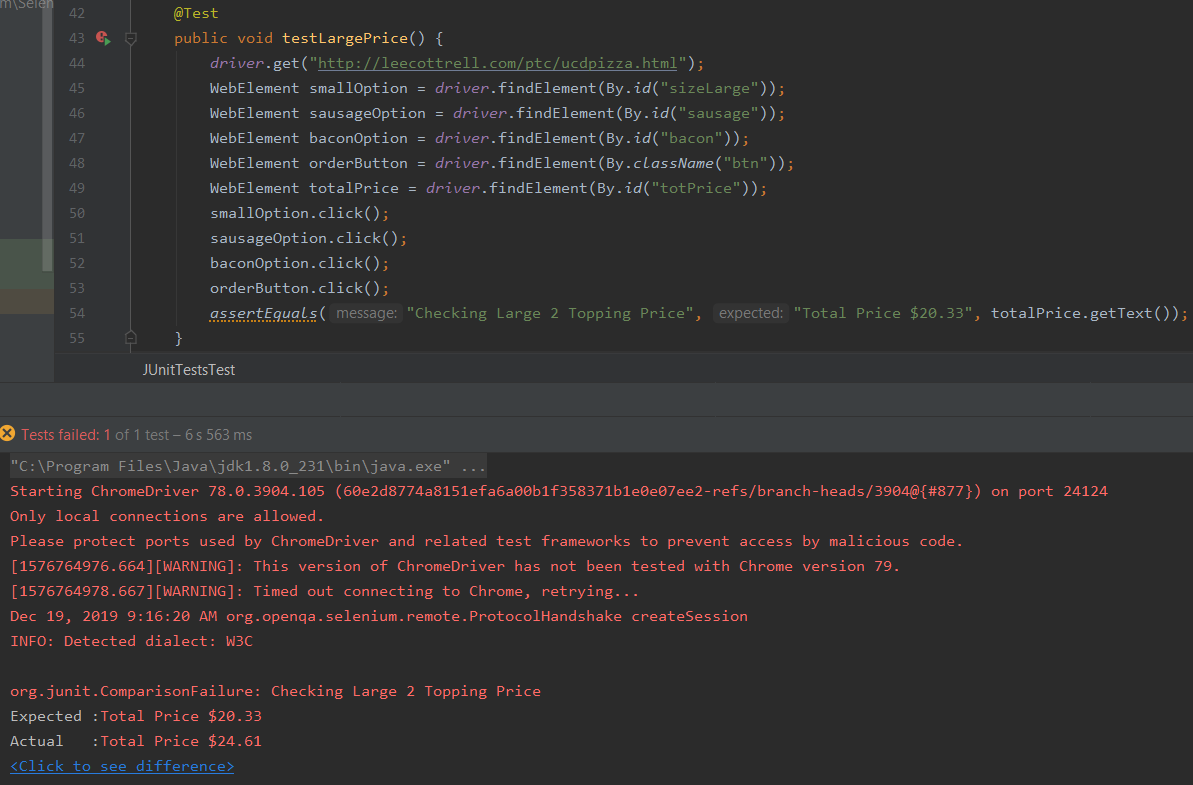 m\Selen
42 @Test
43 public void testLargePrice() {
44 driver.get("http://leecottrell.com/ptc/ucdpizza.html");
45 WebElement smallOption = driver.findElement(By.id("sizeLarge"));
46 WebElement sausageOption = driver.findElement(By.id("sausage"));
47 WebElement baconOption = driver.findElement(By.id("bacon"));
48 WebElement orderButton = driver.findElement(By.className("btn"));
49 WebElement totalPrice = driver.findElement(By.id("totPrice"));
50 smallOption.click();
51 sausageOption.click();
52 baconOption.click();
53 orderButton.click();
54 assertEquals( message: "Checking Large 2 Topping Price", expected: "Total Price $20.33", totalPrice.getText());
55 }
JUnitTestsTest
Tests failed: 1 of 1 test – 6 s 563 ms
"C:\Program Files\Java\jdk1.8.0_231\bin\java.exe" ...
Starting ChromeDriver 78.0.3904.105 (60e2d8774a8151efa6a00b1f358371b1e0e07ee2-refs/branch-heads/3904@{#877}) on port 24124
Only local connections are allowed.
Please protect ports used by ChromeDriver and related test frameworks to prevent access by malicious code.
[1576764976.664][WARNING]: This version of ChromeDriver has not been tested with Chrome version 79.
[1576764978.667][WARNING]: Timed out connecting to Chrome, retrying...
Dec 19, 2019 9:16:20 AM org.openqa.selenium.remote.ProtocolHandshake createSession
INFO: Detected dialect: W3C
org.junit.ComparisonFailure: Checking Large 2 Topping Price
Expected :Total Price $20.33
Actual :Total Price $24.61
<Click to see difference>